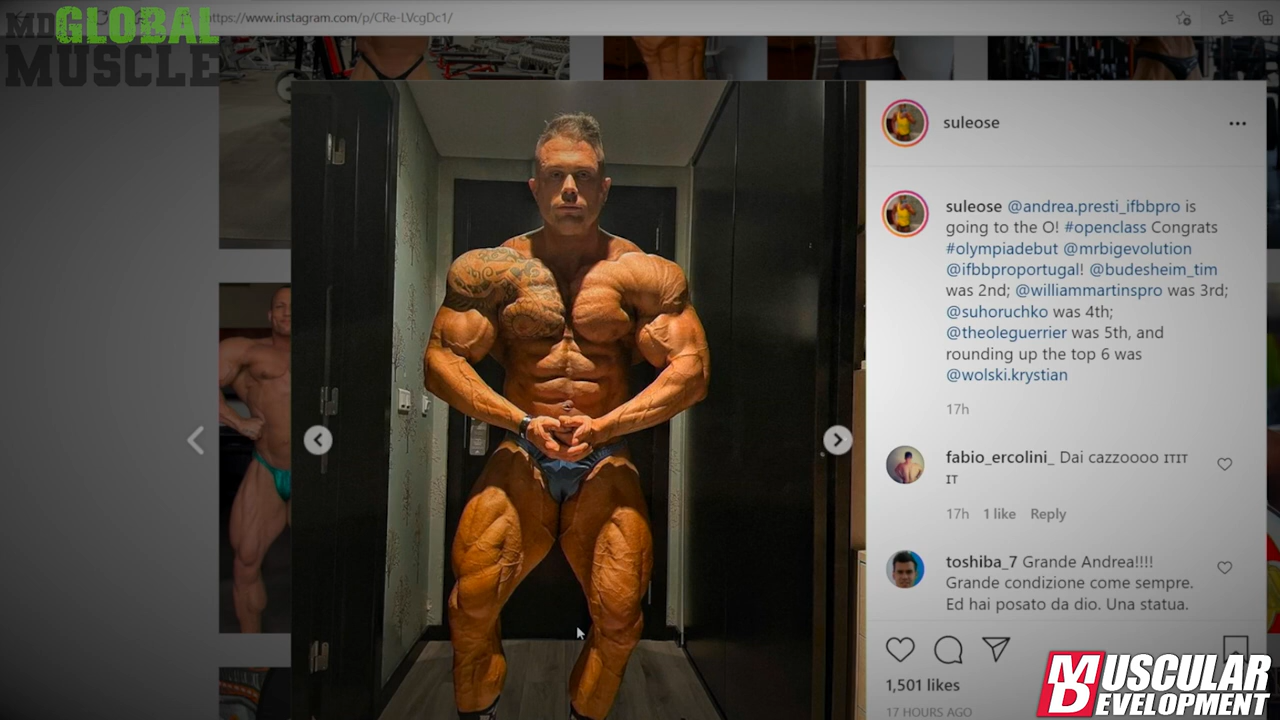 MD GLOBAL
MUSCLE
https://www.instagram.com/p/CRe-LVcgDc1/
suleose
suleose @andrea.presti_ifbbpro is
going to the O! #openclass Congrats
#olympiadebut @mrbigevolution
@ifbbproportugal! @budesheim_tim
was 2nd; @williammartinspro was 3rd;
@suhoruchko was 4th;
@theoleguerrier was 5th, and
rounding up the top 6 was
@wolski.krystian
17h
fabio_ercolini_ Dai cazzoooo ITIT
IT
17h 1 like Reply
toshiba_7 Grande Andrea!!!!
Grande condizione come sempre.
Ed hai posato da dio. Una statua.
1,501 likes
17 HOURS AGO
MD MUSCULAR
DEVELOPMENT